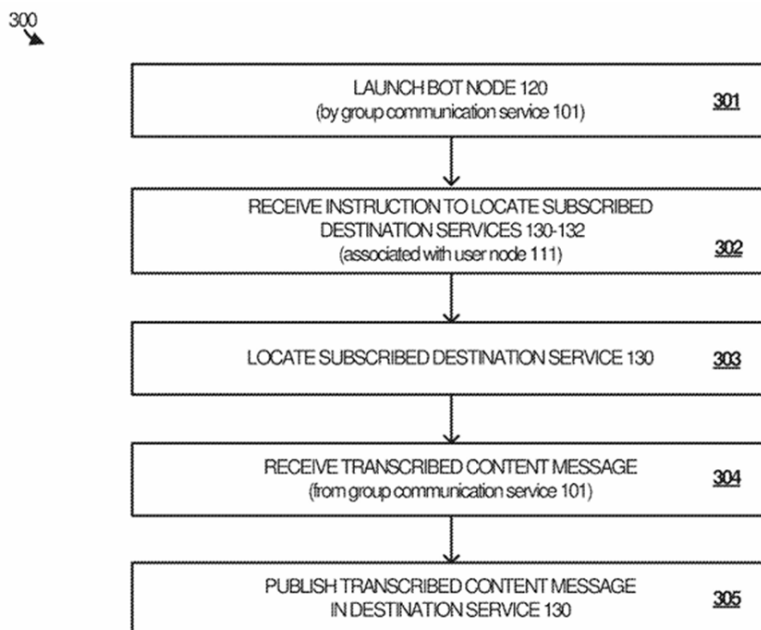 300
LAUNCH BOT NODE 120
(by group communication service 101)
301
RECEIVE INSTRUCTION TO LOCATE SUBSCRIBED
DESTINATION SERVICES 130-132
(associated with user node 111)
302
LOCATE SUBSCRIBED DESTINATION SERVICE 130
303
RECEIVE TRANSCRIBED CONTENT MESSAGE
(from group communication service 101)
304
PUBLISH TRANSCRIBED CONTENT MESSAGE
IN DESTINATION SERVICE 130
305